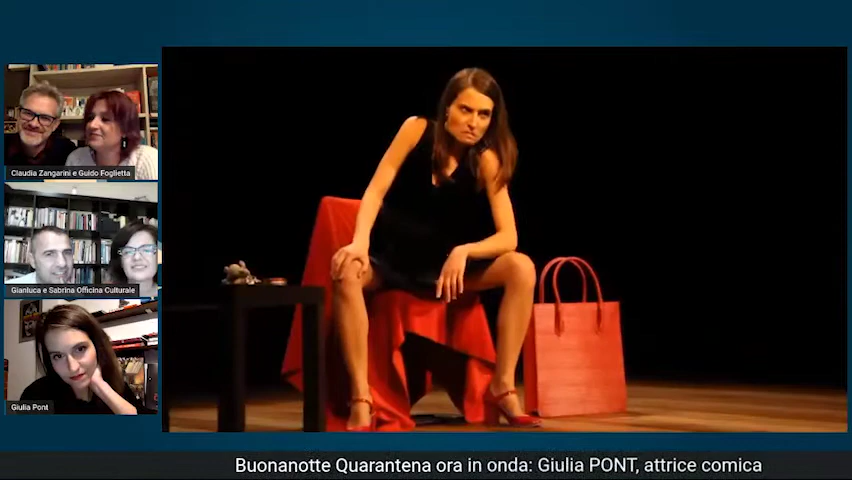 Claudia Zangarini e Guido Foglietta
Gianluca e Sabrina Officina Culturale
Giulia Pont
Buonanotte Quarantena ora in onda: Giulia PONT, attrice comica